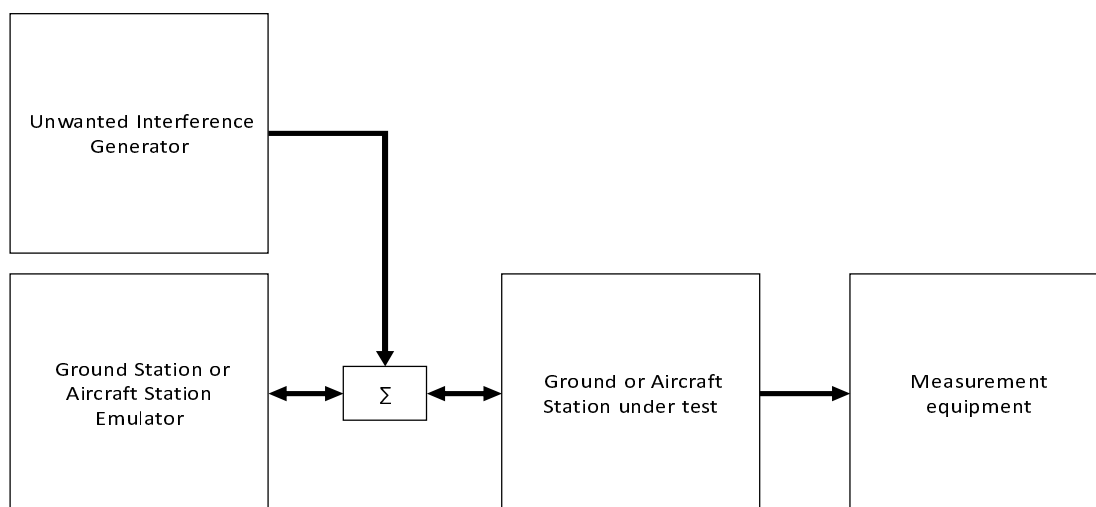 Unwanted Interference
Generator
Ground Station or
Aircraft Station
Emulator
Σ
Ground or Aircraft
Station under test
Measurement
equipment